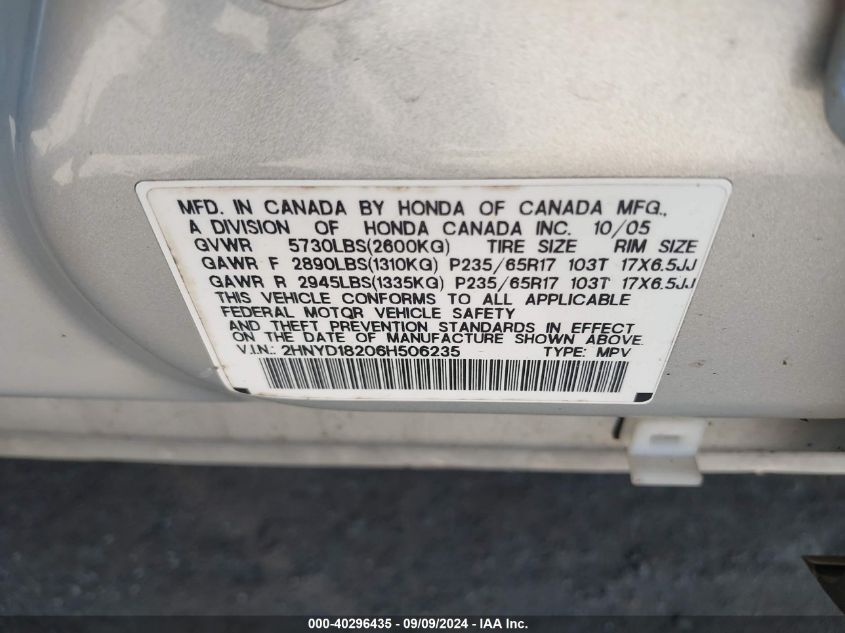 MFD. IN CANADA BY HONDA OF CANADA MFG.,
A DIVISION OF HONDA CANADA INC. 10/05
GVWR 5730LBS(2600KG) TIRE SIZE RIM SIZE
GAWR F 2890LBS(1310KG) P235/65R17 103T 17X6.5JJ
GAWR R 2945LBS(1335KG) P235/65R17 103T 17X6.5JJ
THIS VEHICLE CONFORMS TO ALL APPLICABLE
FEDERAL MOTOR VEHICLE SAFETY
AND THEFT PREVENTION STANDARDS IN EFFECT
ON THE DATE OF MANUFACTURE SHOWN ABOVE.
V.I.N.: 2HNYD18206H506235 TYPE: MPV
000-40296435 - 09/09/2024 - IAA Inc.